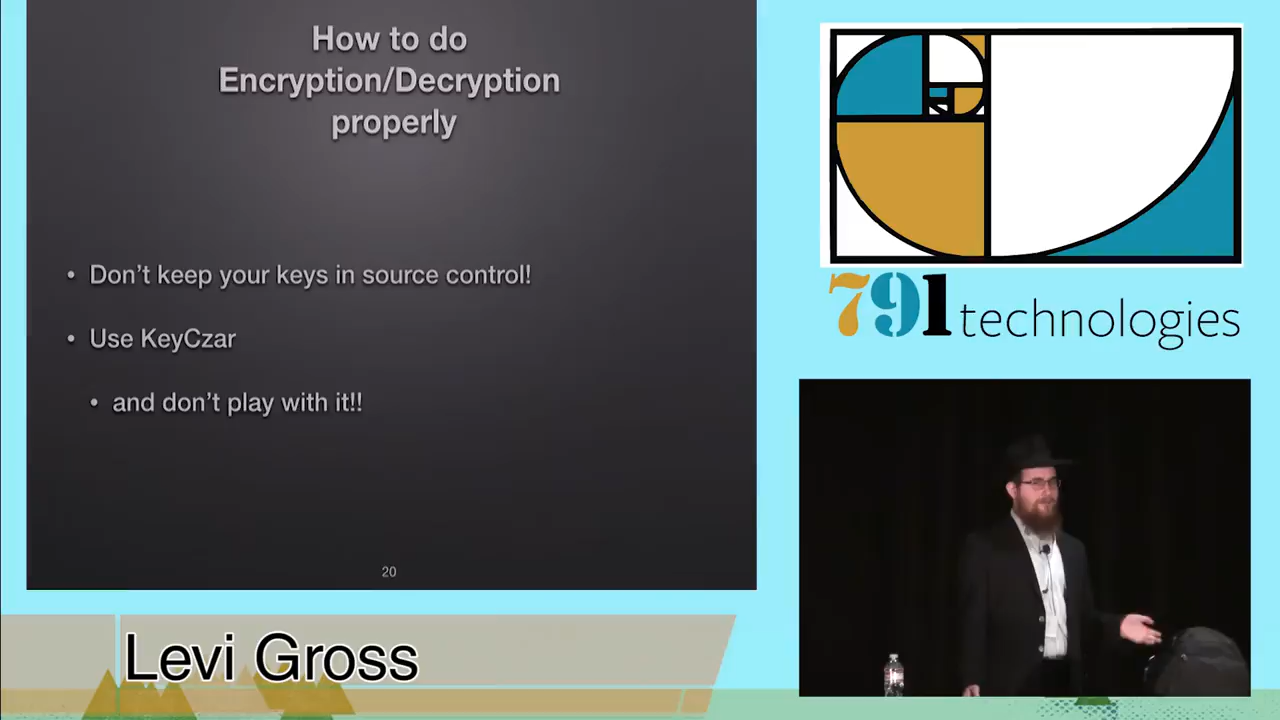 How to do
Encryption/Decryption
properly
• Don't keep your keys in source control!
• Use KeyCzar
• and don't play with it!!
20
791 technologies
Levi Gross